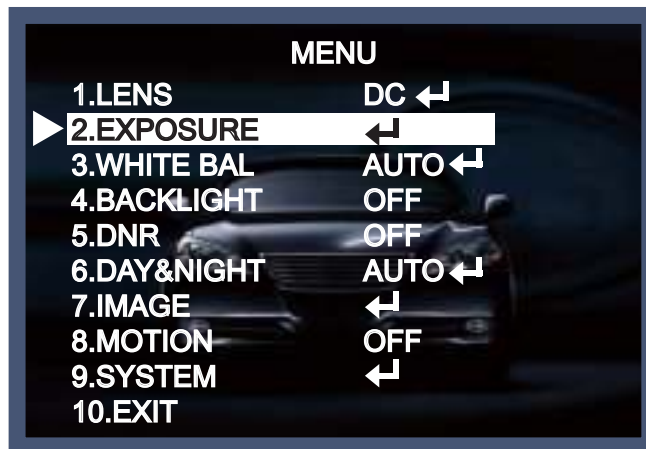 MENU
1.LENS DC ↵
2.EXPOSURE ↵
3.WHITE BAL AUTO ↵
4.BACKLIGHT OFF
5.DNR OFF
6.DAY&NIGHT AUTO ↵
7.IMAGE ↵
8.MOTION OFF
9.SYSTEM ↵
10.EXIT